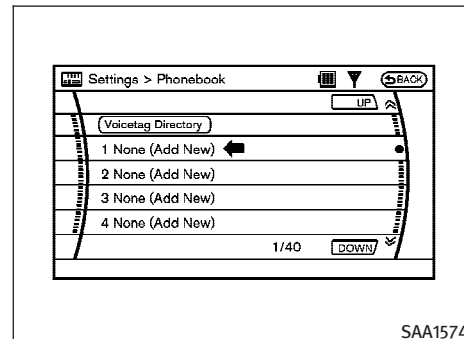 Settings > Phonebook
BACK
UP
Voicetag Directory
1 None (Add New)
2 None (Add New)
3 None (Add New)
4 None (Add New)
1/40
DOWN
SAA1574